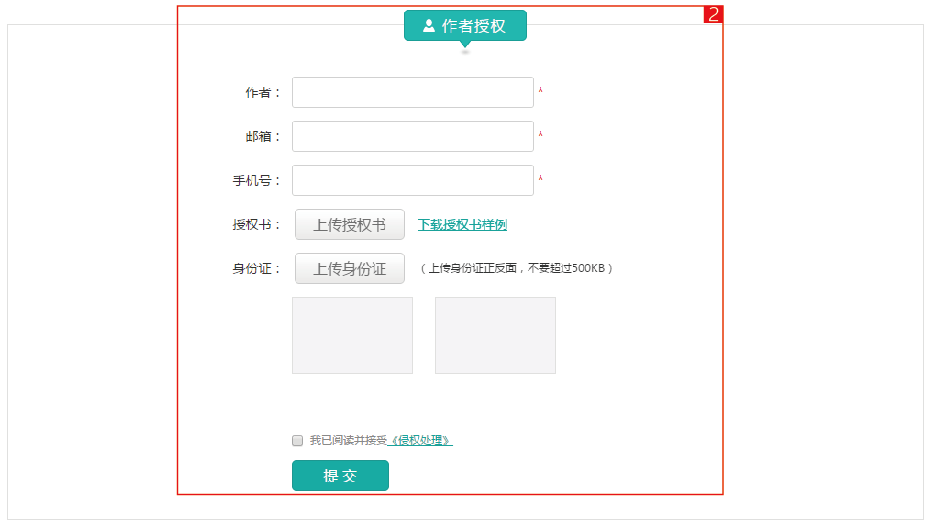 2
作者授权
作者：*
邮箱：*
手机号：*
授权书： 上传授权书 下载授权书样例
身份证： 上传身份证 （上传身份证正反面，不要超过500KB）
我已阅读并接受《侵权处理》
提 交